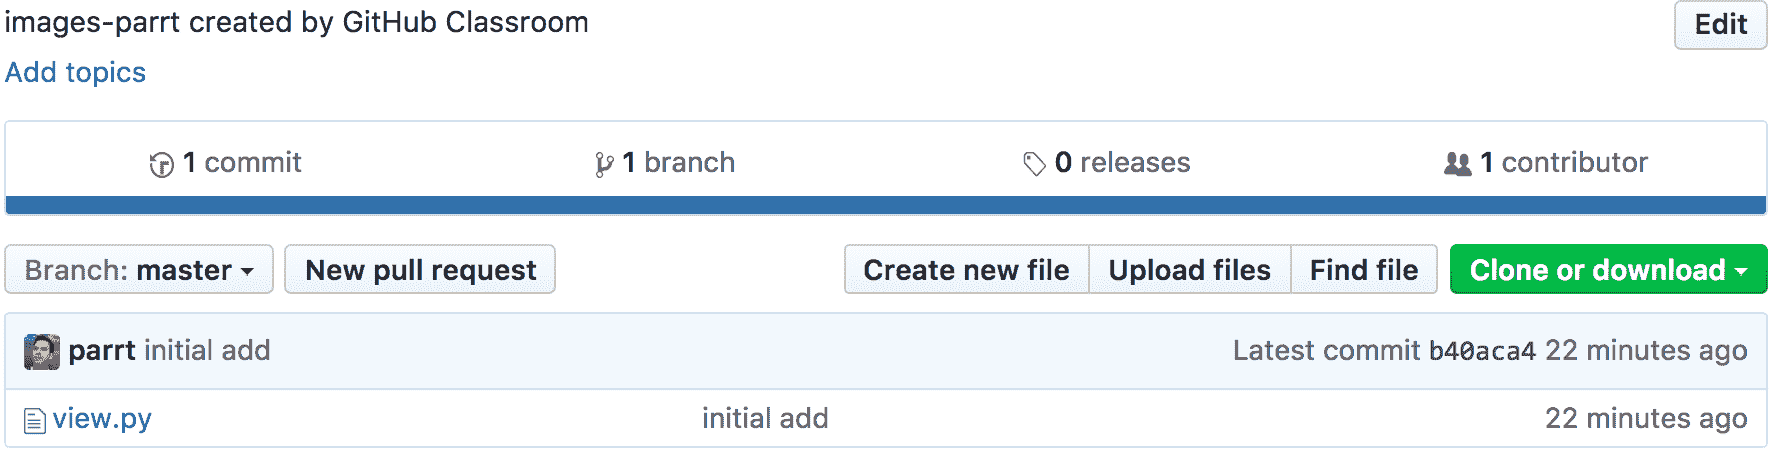 images-parrt created by GitHub Classroom
Edit
Add topics
1 commit
1 branch
0 releases
1 contributor
Branch: master
New pull request
Create new file
Upload files
Find file
Clone or download
parrt initial add
Latest commit b40aca4 22 minutes ago
view.py
initial add
22 minutes ago